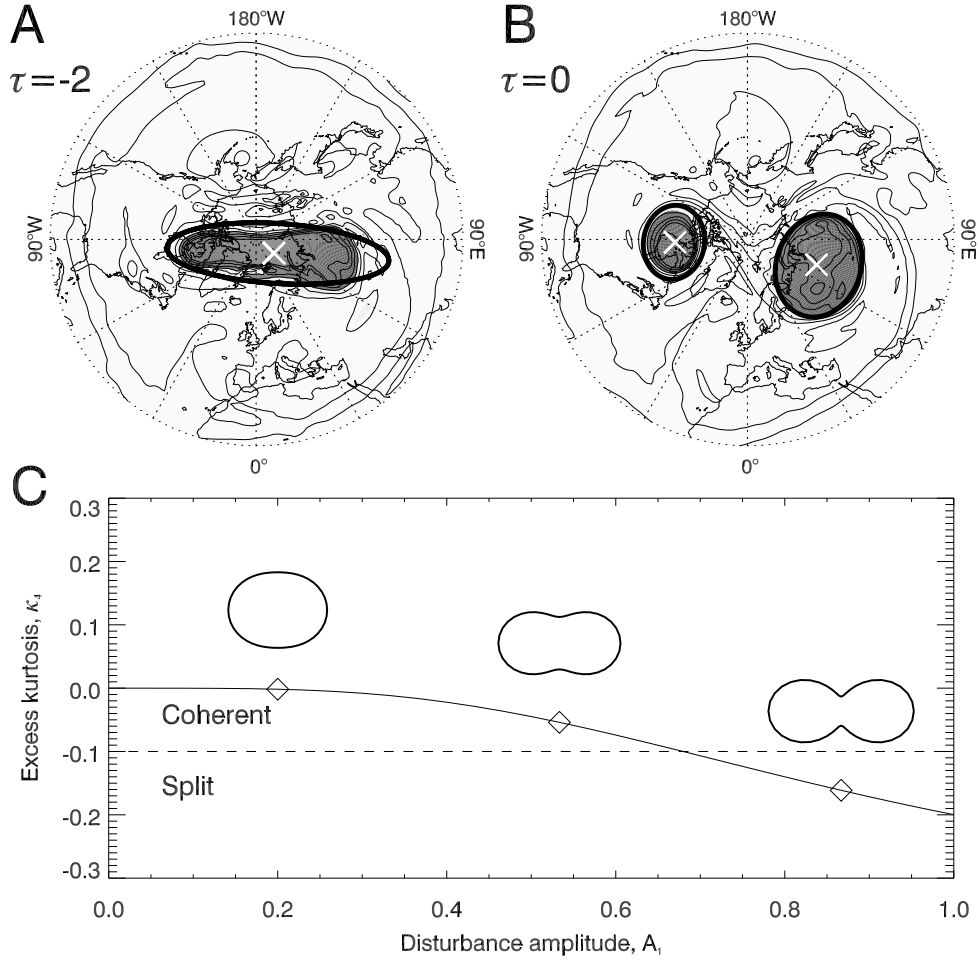 A
τ=-2
180°W
90°W
90°E
0°
B
τ=0
180°W
90°W
90°E
0°
C
Excess kurtosis, κ₄
0.3
0.2
0.1
0.0
-0.1
-0.2
-0.3
Coherent
Split
0.0 0.2 0.4 0.6 0.8 1.0
Disturbance amplitude, A₁